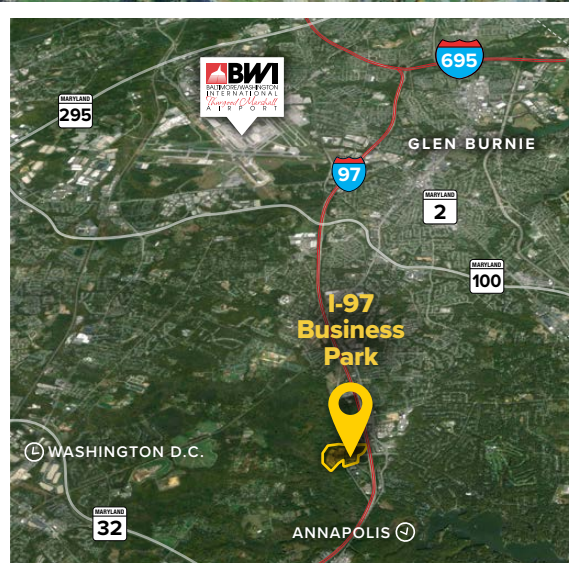 695
BWI
BALTIMORE/WASHINGTON
INTERNATIONAL
Thurgood Marshall
AIRPORT
MARYLAND
295
GLEN BURNIE
97
MARYLAND
2
MARYLAND
100
I-97
Business
Park
WASHINGTON D.C.
MARYLAND
32
ANNAPOLIS